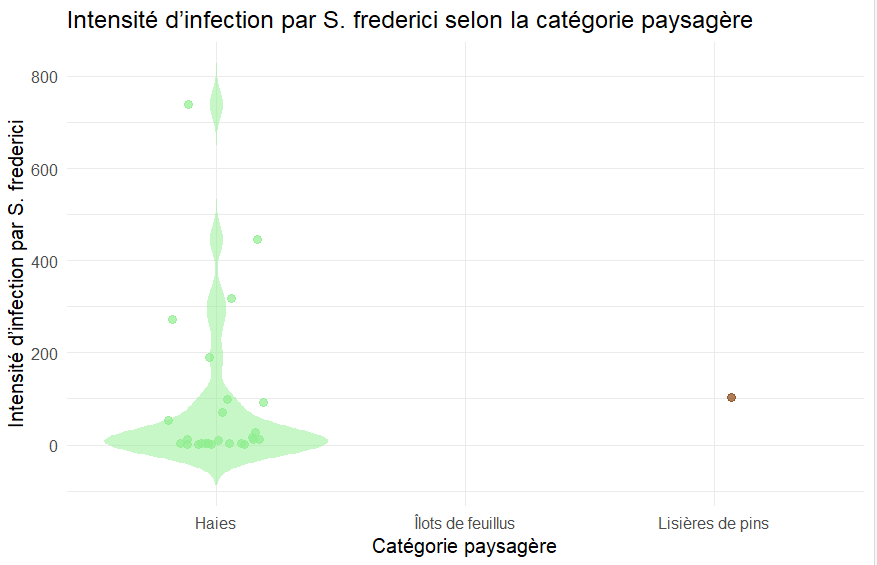 Intensité d’infection par S. frederici selon la catégorie paysagère
Intensité d’infection par S. frederici
800
600
400
200
0
Haies
Îlots de feuillus
Lisières de pins
Catégorie paysagère